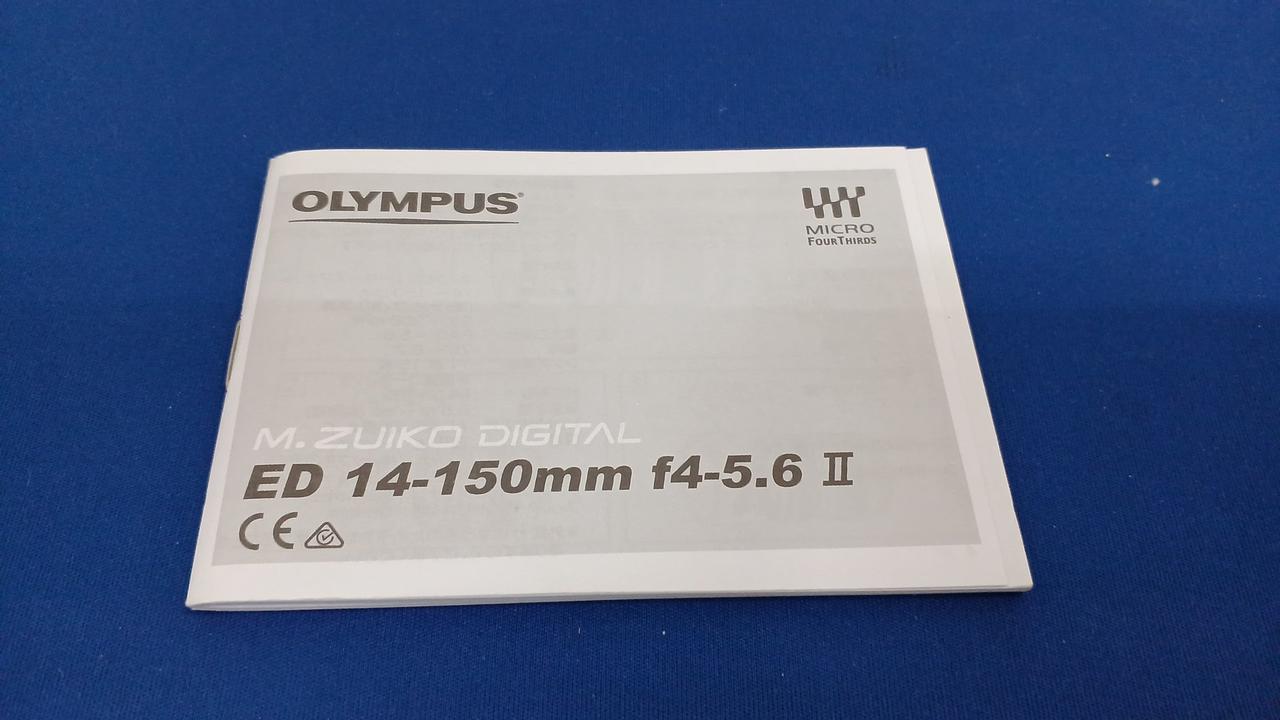 OLYMPUS®
MICRO
FOURTHIRDS
M. ZUIKO DIGITAL
ED 14-150mm f4-5.6 II
CE